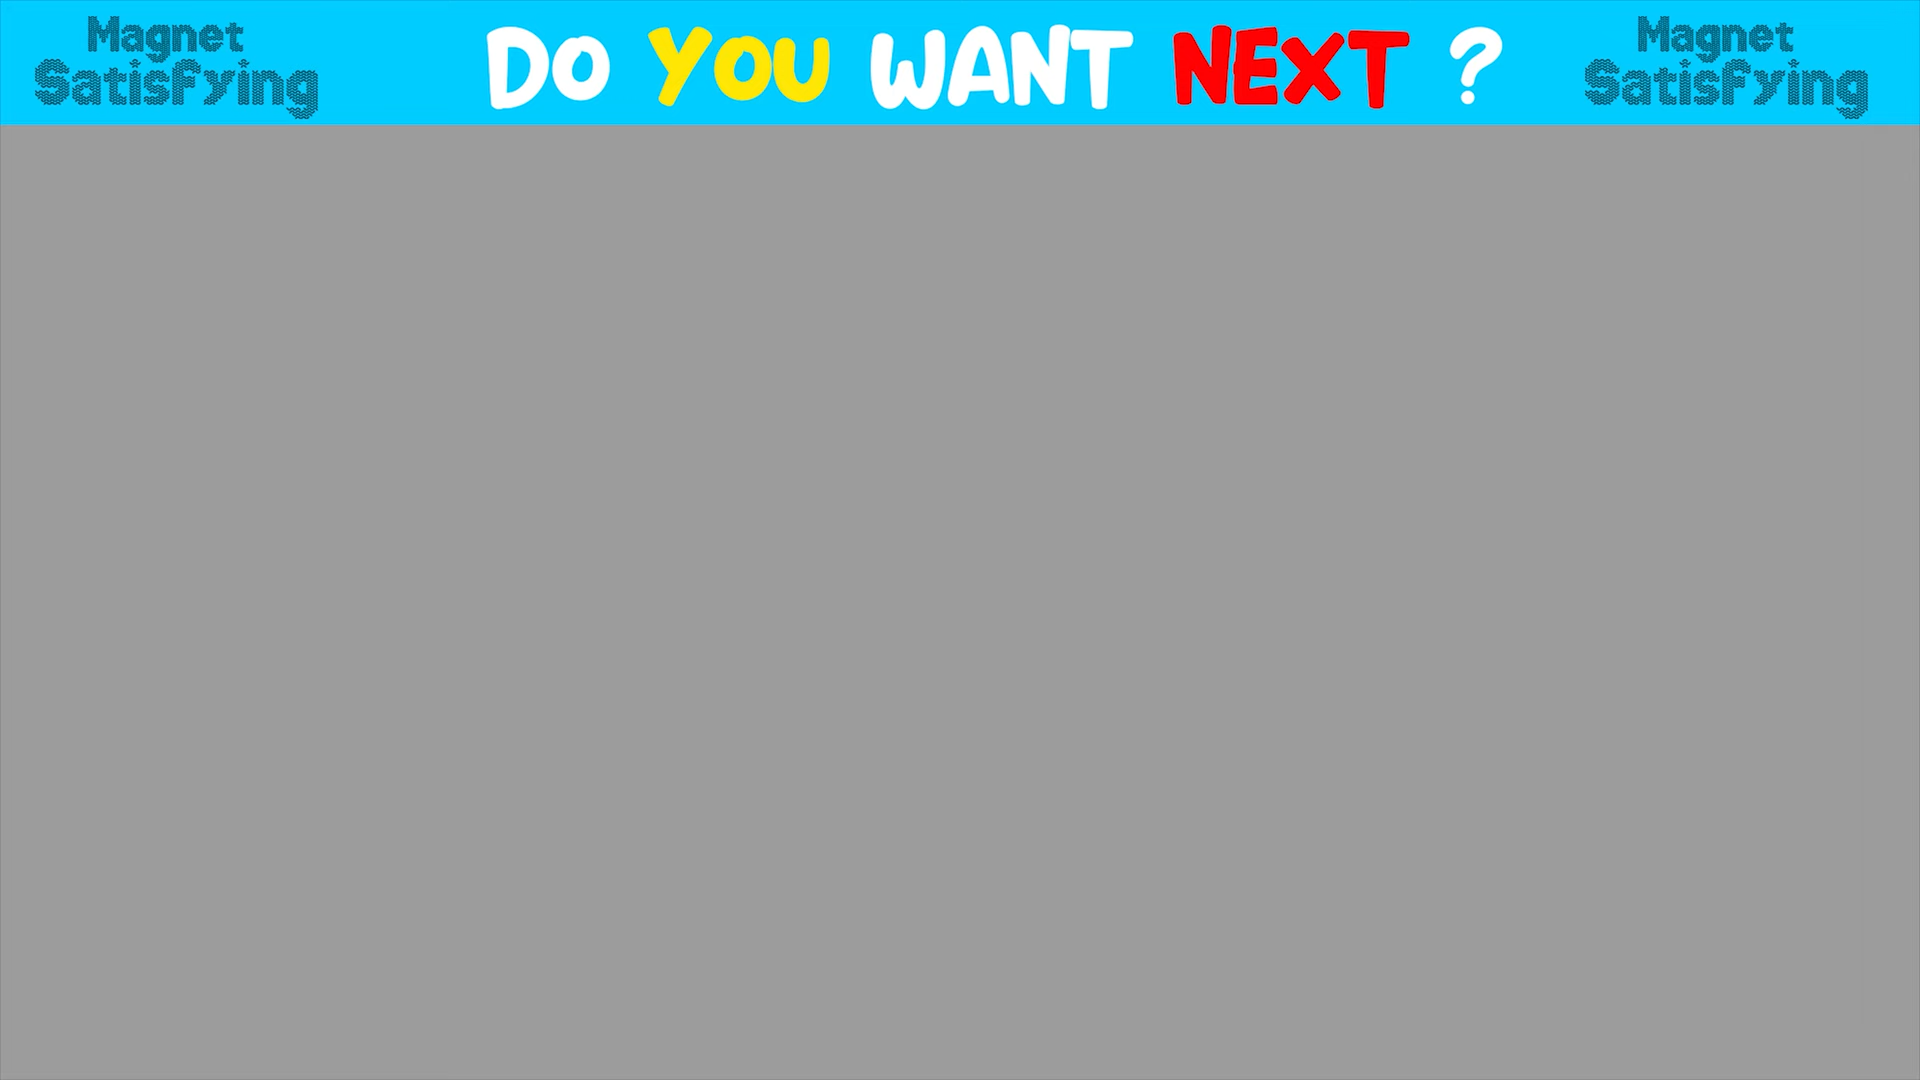 Magnet
Satisfying
DO YOU WANT NEXT ?
Magnet
Satisfying